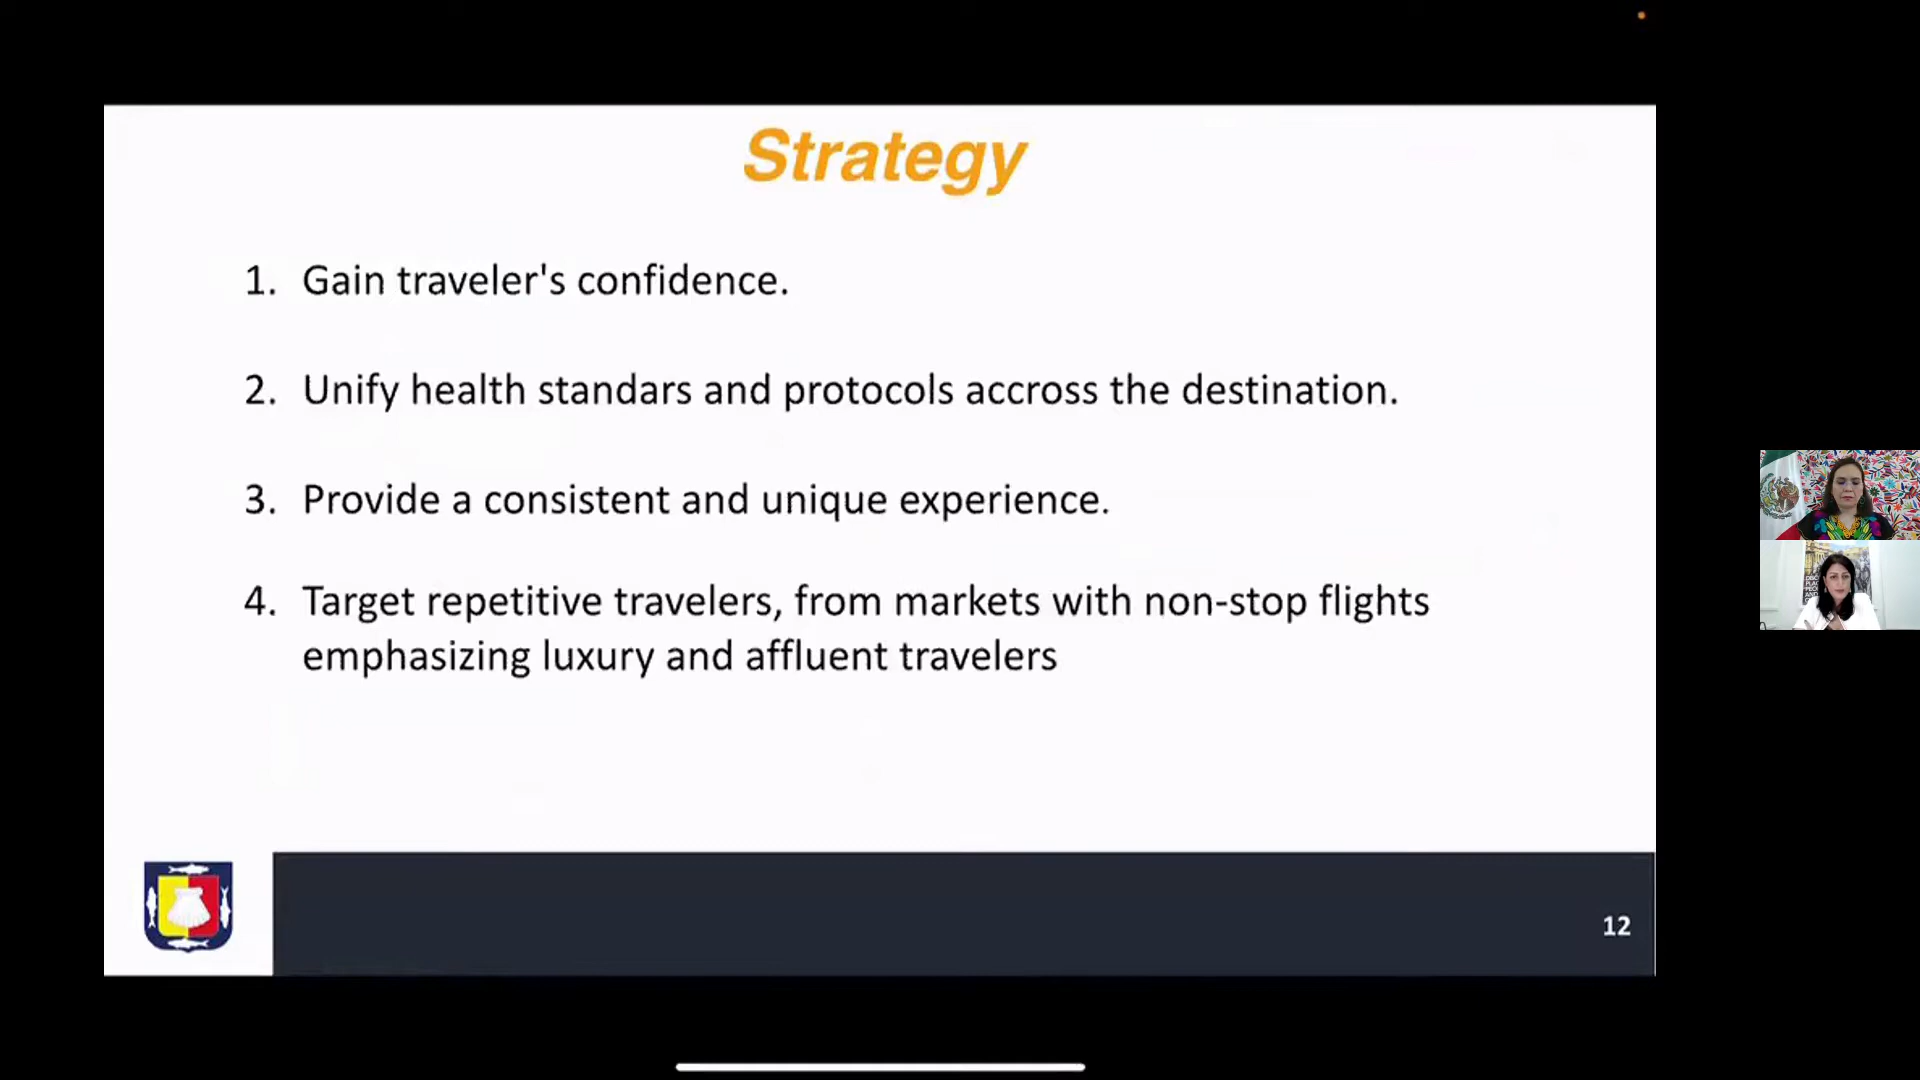 Strategy
1. Gain traveler's confidence.
2. Unify health standars and protocols accross the destination.
3. Provide a consistent and unique experience.
4. Target repetitive travelers, from markets with non-stop flights
emphasizing luxury and affluent travelers
12